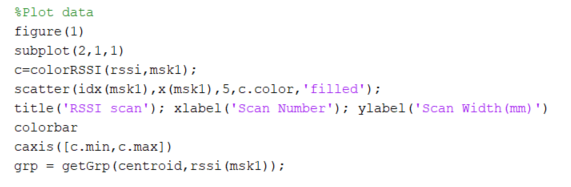 %Plot data
figure(1)
subplot(2,1,1)
c=colorRSSI(rssi,msk1);
scatter(idx(msk1),x(msk1),5,c.color,'filled');
title('RSSI scan'); xlabel('Scan Number'); ylabel('Scan Width(mm)')
colorbar
caxis([c.min,c.max])
grp = getGrp(centroid,rssi(msk1));